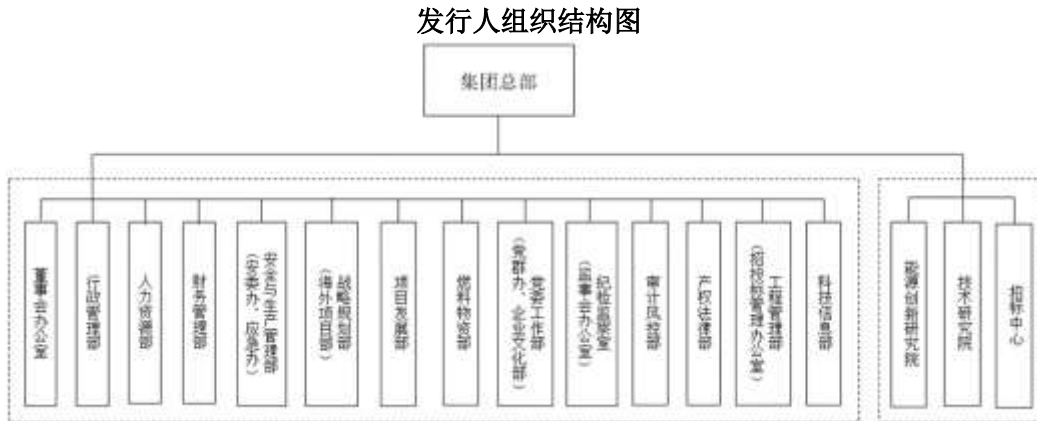 发行人组织结构图
集团总部
董事会办公室
行政管理部
人力资源部
财务管理部
安全与生产管理部
(安委办、应急办)
战略规划部
(海外项目部)
项目发展部
燃料物资部
党委工作部
(党群办、企业文化部)
纪检监察室
(监事会办公室)
审计风控部
产权法律部
工程管理部
(招投标管理办公室)
科技信息部
能源创新研究院
技术研究院
招标中心